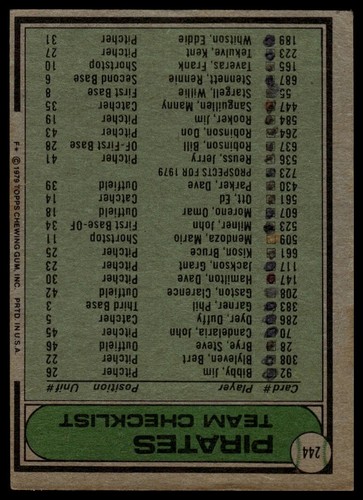 244
PIRATES
TEAM CHECKLIST
Card # Player Position Unif.#
92 Bibby, Jim Pitcher 26
308 Blyleven, Bert Pitcher 22
28 Brye, Steve Outfield 46
70 Candelaria, John Pitcher 45
286 Dyer, Duffy Catcher 5
383 Garner, Phil Third Base 3
208 Gaston, Clarence Outfield 42
147 Hamilton, Dave Pitcher 30
117 Jackson, Grant Pitcher 23
661 Kison, Bruce Pitcher 25
509 Mendoza, Mario Shortstop 11
523 Milner, John First Base-OF 34
607 Moreno, Omar Outfield 18
561 Ott, Ed Catcher 14
430 Parker, Dave Outfield 39
723 PROSPECTS FOR 1979
536 Reuss, Jerry Pitcher 41
637 Robinson, Bill OF-First Base 28
264 Robinson, Don Pitcher 43
584 Rooker, Jim Pitcher 19
447 Sanguillen, Manny Catcher 35
55 Stargell, Willie First Base 8
687 Stennett, Rennie Second Base 6
165 Taveras, Frank Shortstop 10
223 Tekulve, Kent Pitcher 27
189 Whitson, Eddie Pitcher 31
F* © 1979 TOPPS CHEWING GUM, INC. PRTD. IN U.S.A.